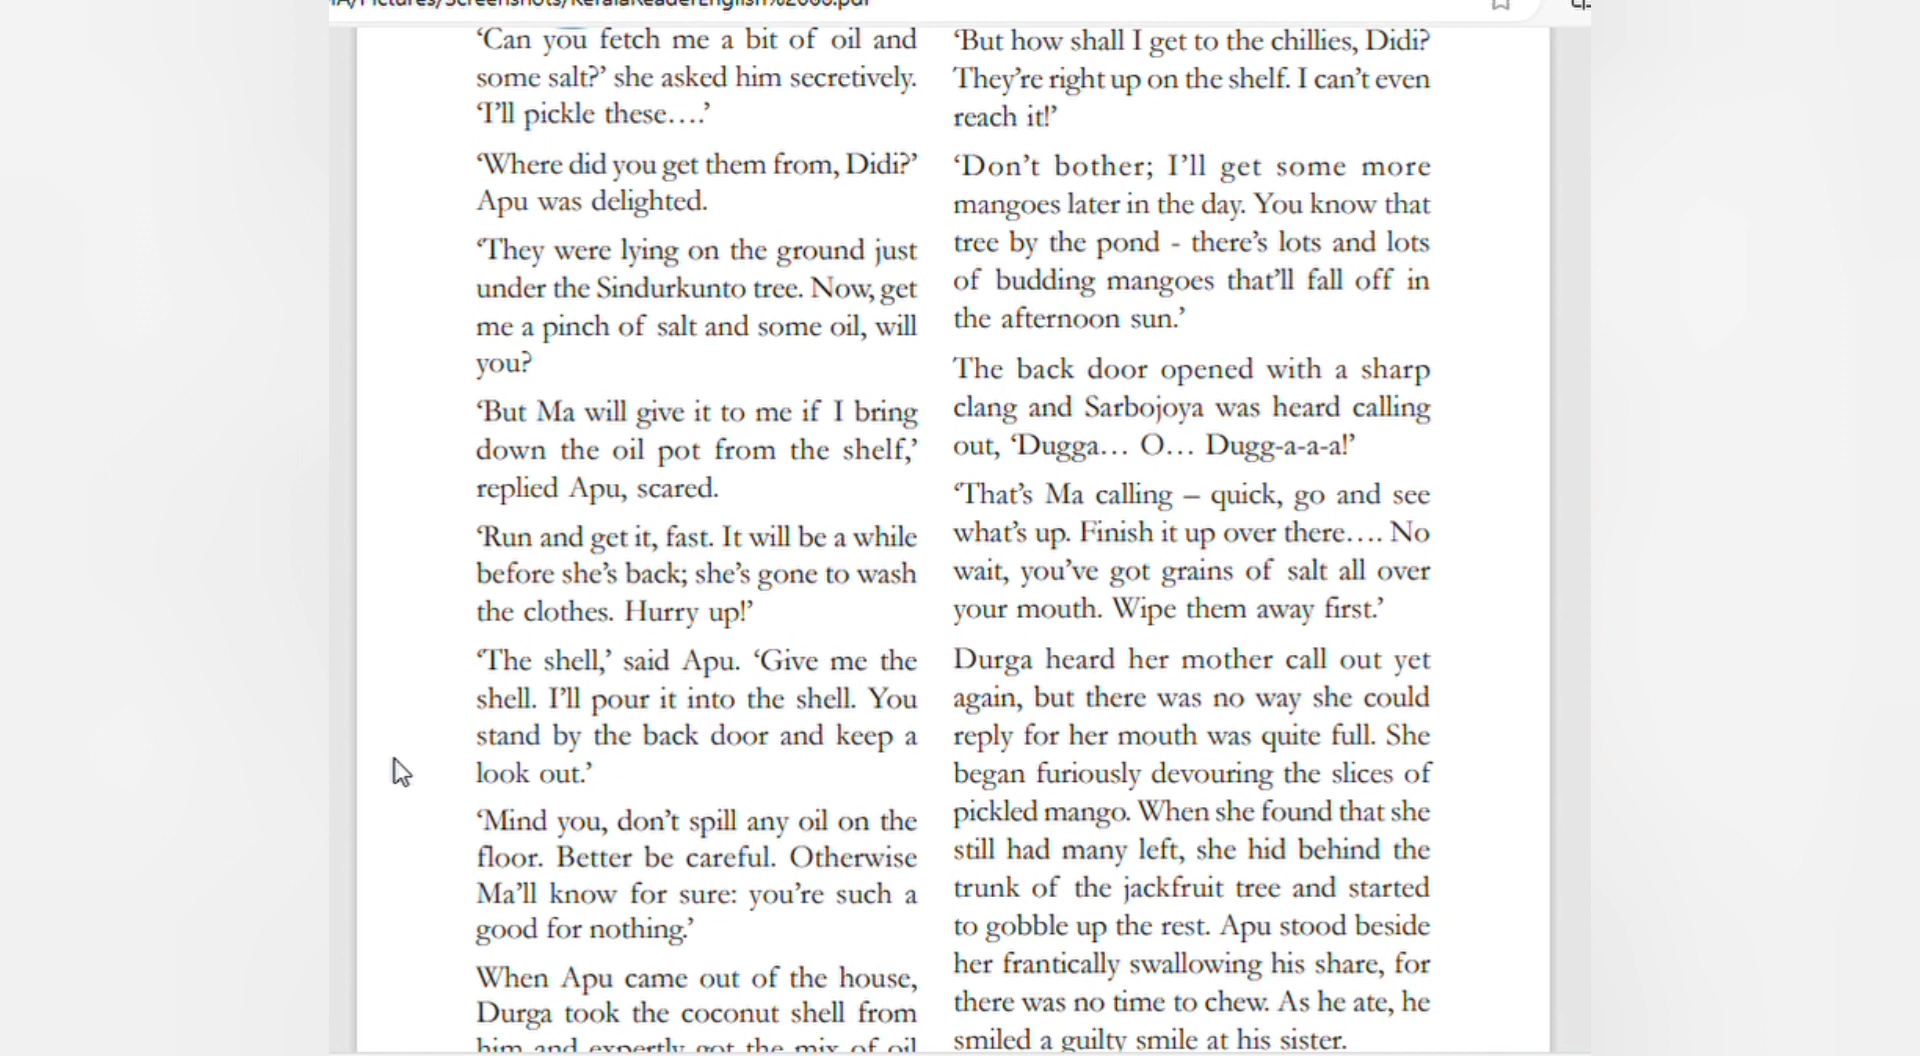 A/Pictures/Screenshots/KeralaReaderEnglish%208.pdf
‘Can you fetch me a bit of oil and
some salt?’ she asked him secretively.
‘I’ll pickle these….’
‘Where did you get them from, Didi?’
Apu was delighted.
‘They were lying on the ground just
under the Sindurkunto tree. Now, get
me a pinch of salt and some oil, will
you?
‘But Ma will give it to me if I bring
down the oil pot from the shelf,’
replied Apu, scared.
‘Run and get it, fast. It will be a while
before she’s back; she’s gone to wash
the clothes. Hurry up!’
‘The shell,’ said Apu. ‘Give me the
shell. I’ll pour it into the shell. You
stand by the back door and keep a
look out.’
‘Mind you, don’t spill any oil on the
floor. Better be careful. Otherwise
Ma’ll know for sure: you’re such a
good for nothing.’
When Apu came out of the house,
Durga took the coconut shell from
him and expertly got the mix of oil
‘But how shall I get to the chillies, Didi?
They’re right up on the shelf. I can’t even
reach it!’
‘Don’t bother; I’ll get some more
mangoes later in the day. You know that
tree by the pond - there’s lots and lots
of budding mangoes that’ll fall off in
the afternoon sun.’
The back door opened with a sharp
clang and Sarbojoya was heard calling
out, ‘Dugga… O… Dugg-a-a-a!’
‘That’s Ma calling – quick, go and see
what’s up. Finish it up over there…. No
wait, you’ve got grains of salt all over
your mouth. Wipe them away first.’
Durga heard her mother call out yet
again, but there was no way she could
reply for her mouth was quite full. She
began furiously devouring the slices of
pickled mango. When she found that she
still had many left, she hid behind the
trunk of the jackfruit tree and started
to gobble up the rest. Apu stood beside
her frantically swallowing his share, for
there was no time to chew. As he ate, he
smiled a guilty smile at his sister.